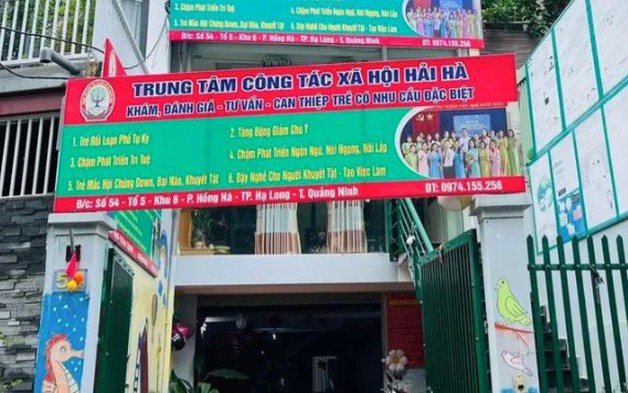 3. Chậm Phát Triển Trí Tuệ
4. Chậm Phát Triển Ngôn Ngữ, Nói Ngọng, Nói Lắp
5. Trẻ Mắc Hội Chứng Down, Bại Não, Khuyết Tật
6. Dậy Nghề Cho Người Khuyết Tật - Tạo Việc Làm
Đ/c: Số 54 - Tổ 5 - Khu 6 - P. Hồng Hà - TP. Hạ Long - T. Quảng Ninh
ĐT: 0974.155.256
TRUNG TÂM CÔNG TÁC XÃ HỘI HẢI HÀ
KHÁM, ĐÁNH GIÁ - TƯ VẤN - CAN THIỆP TRẺ CÓ NHU CẦU ĐẶC BIỆT
1. Trẻ Rối Loạn Phổ Tự Kỷ
2. Tăng Động Giảm Chú Ý
3. Chậm Phát Triển Trí Tuệ
4. Chậm Phát Triển Ngôn Ngữ, Nói Ngọng, Nói Lắp
5. Trẻ Mắc Hội Chứng Down, Bại Não, Khuyết Tật
6. Dậy Nghề Cho Người Khuyết Tật - Tạo Việc Làm
Đ/c: Số 54 - Tổ 5 - Khu 6 - P. Hồng Hà - TP. Hạ Long - T. Quảng Ninh
ĐT: 0974.155.256